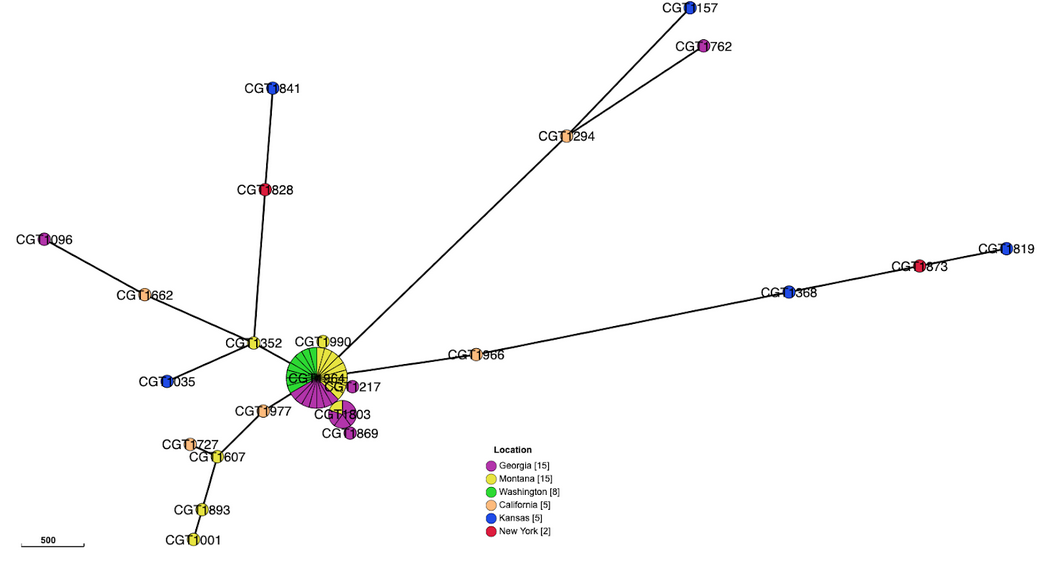 CGT1157
CGT1762
CGT1841
CGT1294
CGT1828
CGT1096
CGT1819
CGT1873
CGT1368
CGT1662
CGT1990
CGT1352
CGT1966
CGT1035
CGT1217
CGT1977
CGT1803
CGT1869
CGT1727
CGT1607
CGT1893
CGT1001
Location
Georgia [15]
Montana [15]
Washington [8]
California [5]
Kansas [5]
New York [2]
500